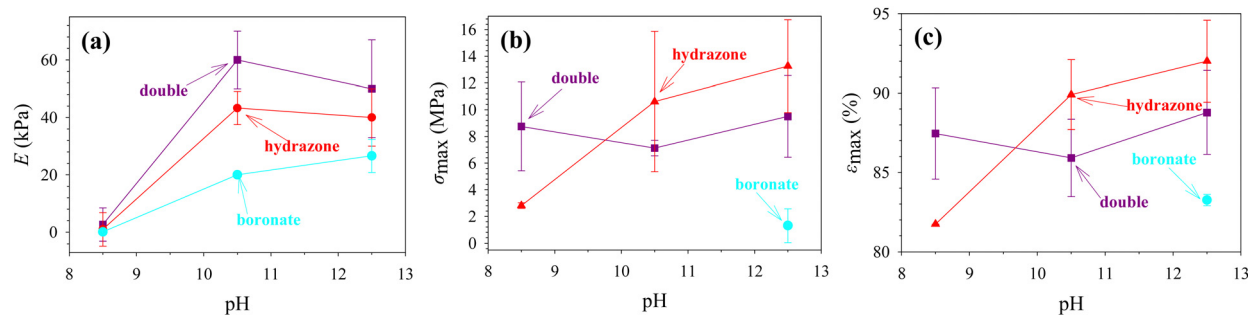 (a)
60
40
20
0
E (kPa)
double
hydrazone
boronate
8 9 10 11 12 13
pH
(b)
16
14
12
10
8
6
4
2
0
σmax (MPa)
hydrazone
double
boronate
8 9 10 11 12 13
pH
(c)
95
90
85
80
εmax (%)
hydrazone
boronate
double
8 9 10 11 12 13
pH